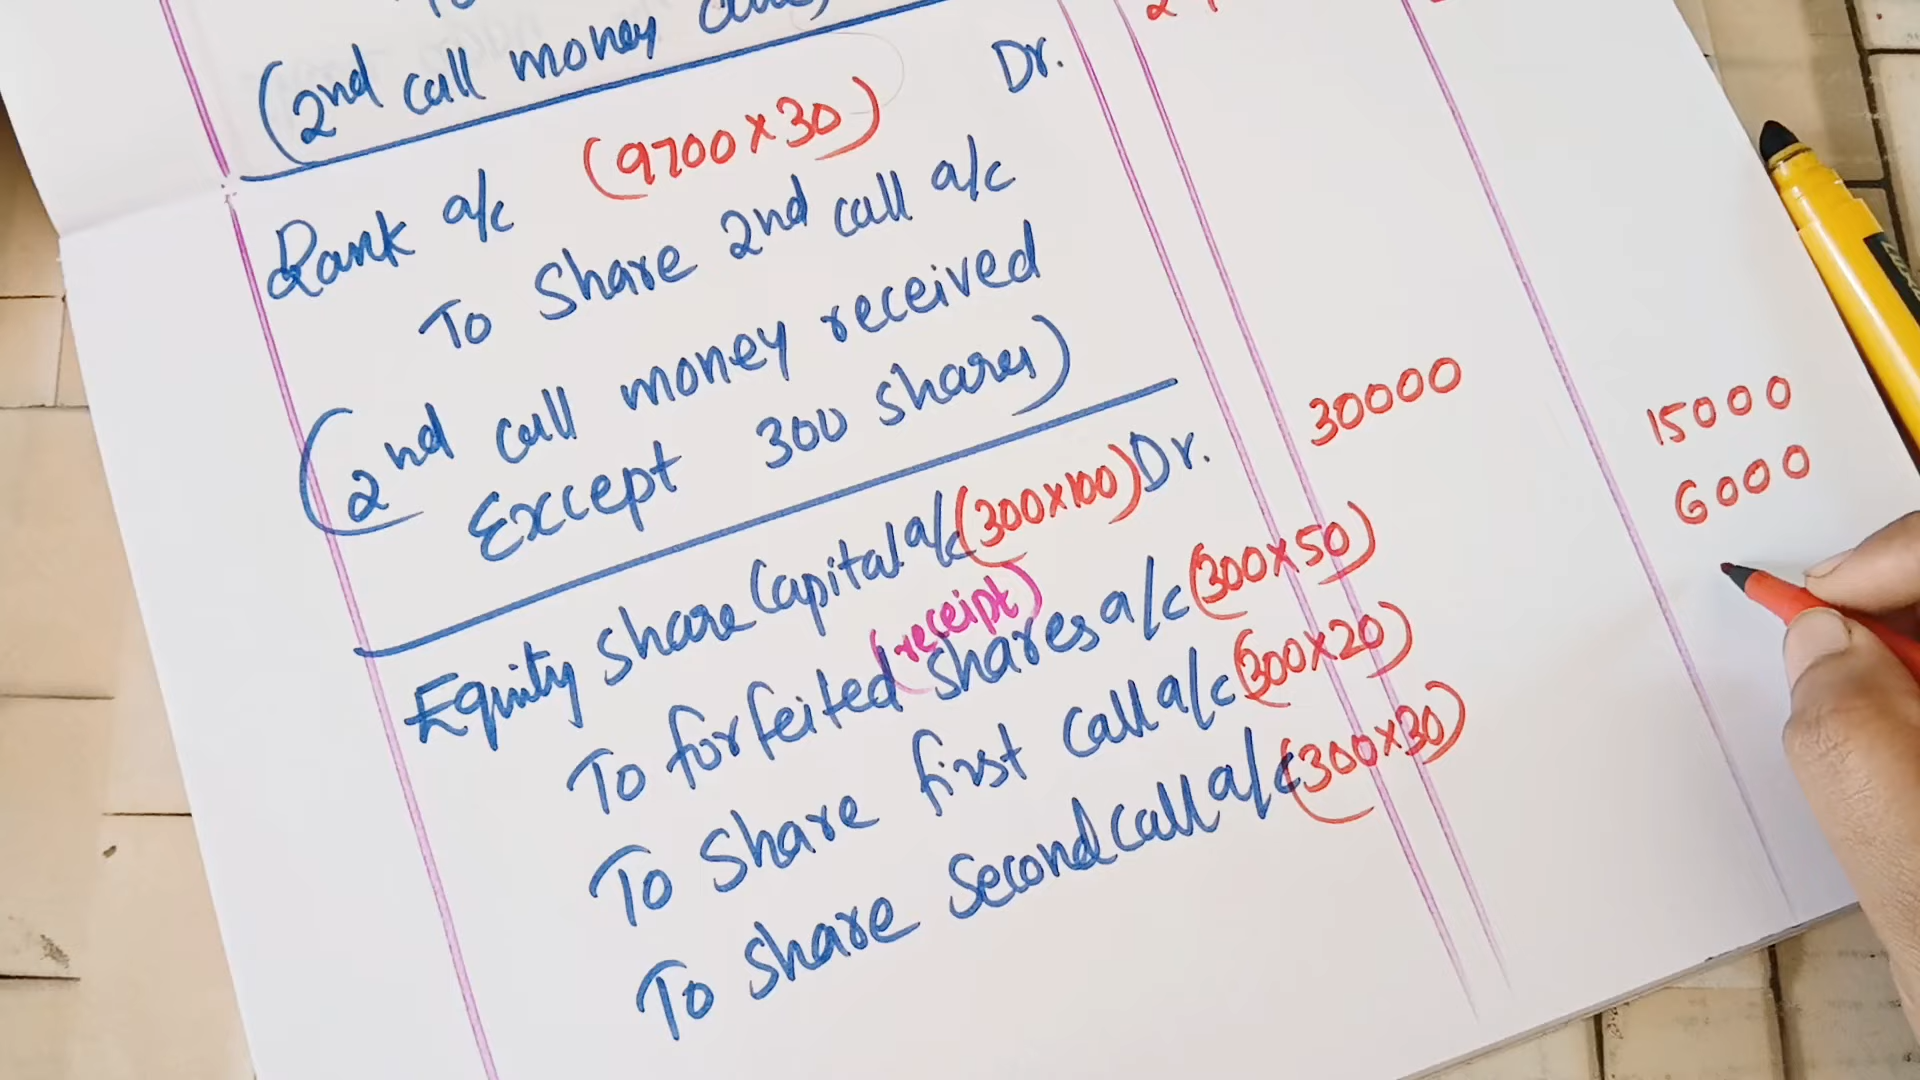 To
(2nd call money
Bank a/c (9700×30) Dr.
To Share 2nd call a/c
(2nd call money received
Except 300 shares)
Equity share Capital a/c (300×100) Dr. 30000
(receipt)
To forfeited shares a/c (300×50) 15000
To Share first call a/c (300×20) 6000
To share Second call a/c (300×30)